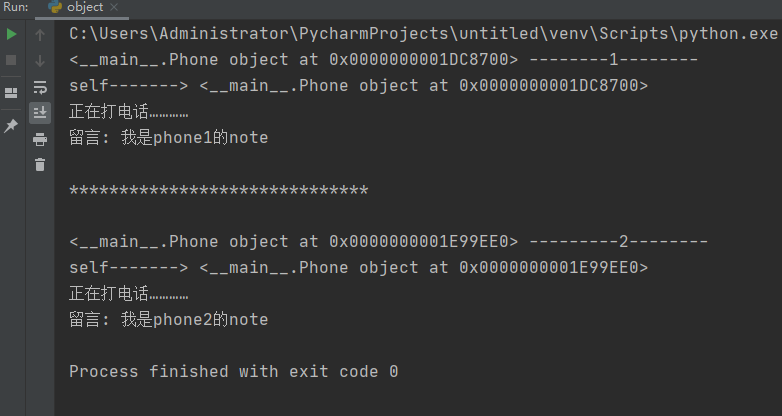 Run: object ×
C:\Users\Administrator\PycharmProjects\untitled\venv\Scripts\python.exe
<__main__.Phone object at 0x0000000001DC8700> --------1--------
self-------> <__main__.Phone object at 0x0000000001DC8700>
正在打电话…………
留言: 我是phone1的note
******************************
<__main__.Phone object at 0x0000000001E99EE0> ---------2--------
self-------> <__main__.Phone object at 0x0000000001E99EE0>
正在打电话…………
留言: 我是phone2的note
Process finished with exit code 0